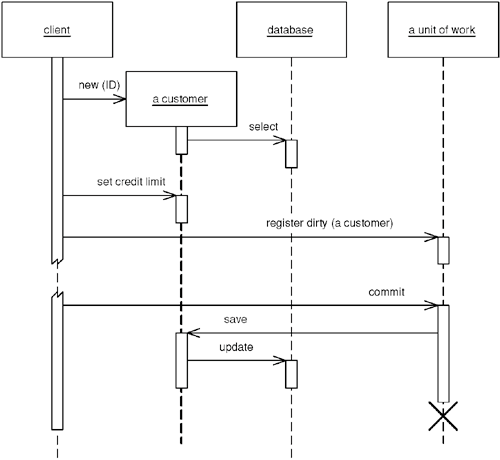 client
database
a unit of work
new (ID)
a customer
select
set credit limit
register dirty (a customer)
commit
save
update